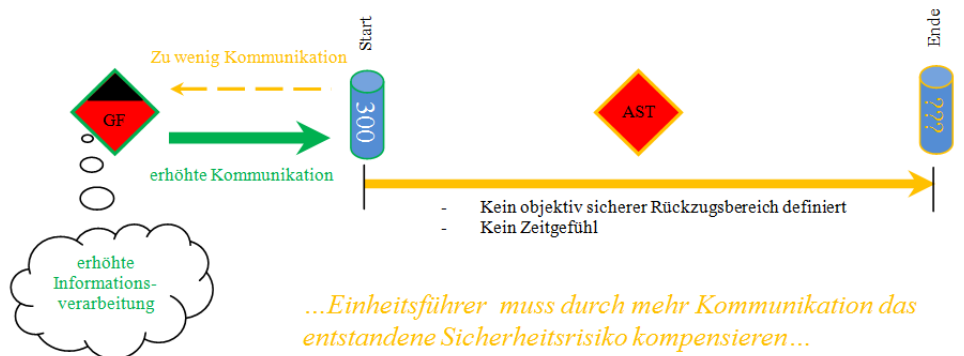 Start
Ende
Zu wenig Kommunikation
GF
300
AST
???
erhöhte Kommunikation
- Kein objektiv sicherer Rückzugsbereich definiert
- Kein Zeitgefühl
erhöhte
Informations-
verarbeitung
...Einheitsführer muss durch mehr Kommunikation das
entstandene Sicherheitsrisiko kompensieren...